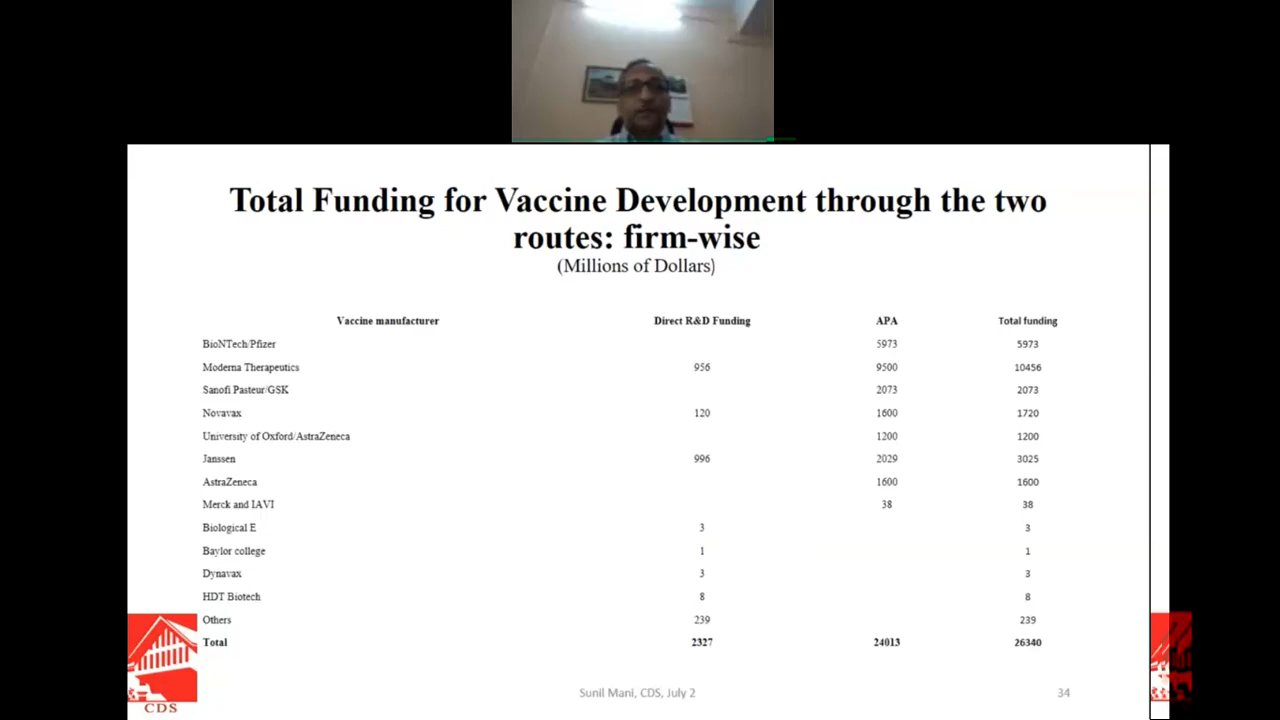 Total Funding for Vaccine Development through the two
routes: firm-wise
(Millions of Dollars)
Vaccine manufacturer Direct R&D Funding APA Total funding
BioNTech/Pfizer 5973 5973
Moderna Therapeutics 956 9500 10456
Sanofi Pasteur/GSK 2073 2073
Novavax 120 1600 1720
University of Oxford/AstraZeneca 1200 1200
Janssen 996 2029 3025
AstraZeneca 1600 1600
Merck and IAVI 38 38
Biological E 3 3
Baylor college 1 1
Dynavax 3 3
HDT Biotech 8 8
Others 239 239
Total 2327 24013 26340
CDS
Sunil Mani, CDS, July 2 34